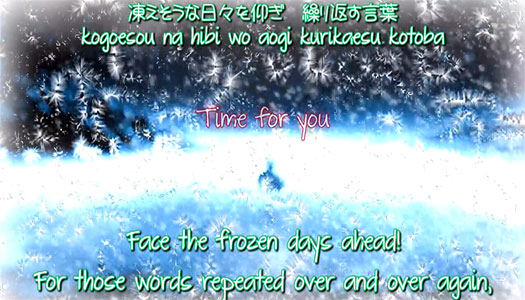 凍えそうな日々を仰ぎ 繰り返す言葉
kogoesou na hibi wo aogi kurikaesu kotoba
Time for you
Face the frozen days ahead!
For those words repeated over and over again,